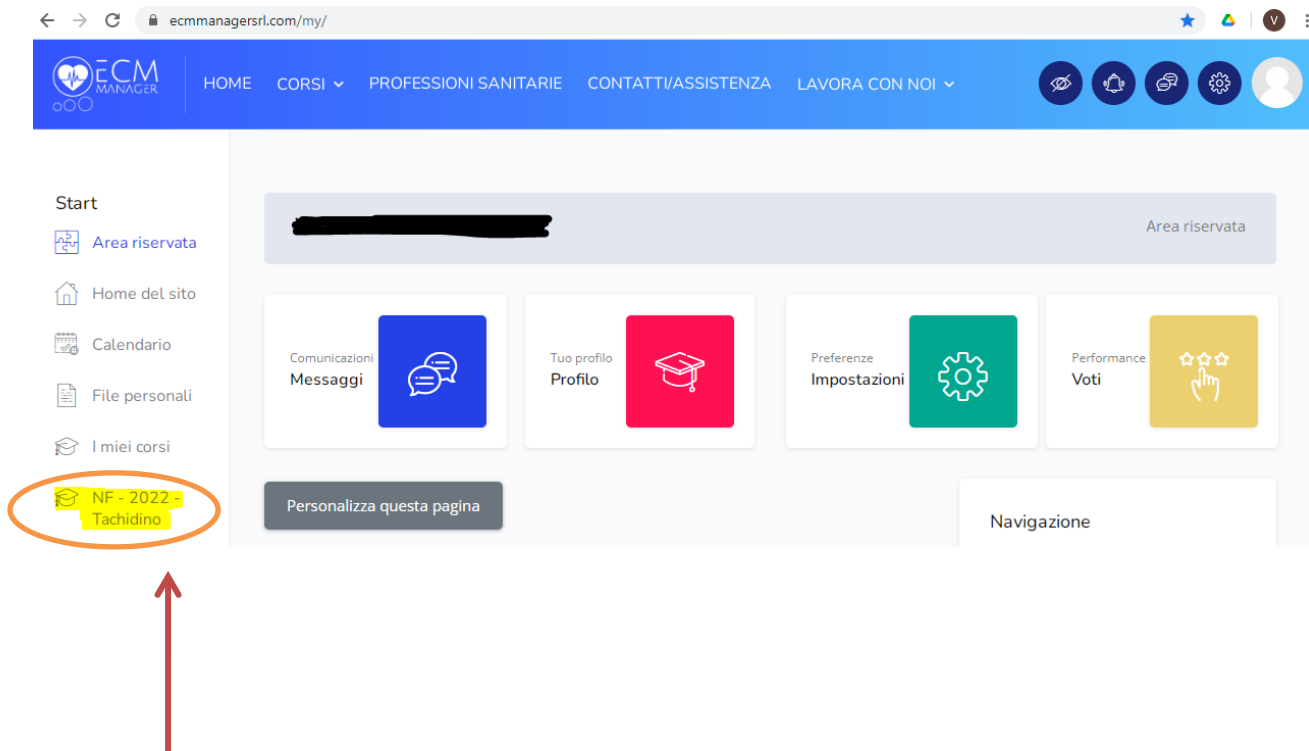 ecmmanagersrl.com/my/
V
ECM
MANAGER
HOME CORSI PROFESSIONI SANITARIE CONTATTI/ASSISTENZA LAVORA CON NOI
Start
Area riservata
Home del sito
Calendario
File personali
I miei corsi
NF - 2022 -
Tachidino
Area riservata
Comunicazioni
Messaggi
Tuo profilo
Profilo
Preferenze
Impostazioni
Performance
Voti
Personalizza questa pagina
Navigazione